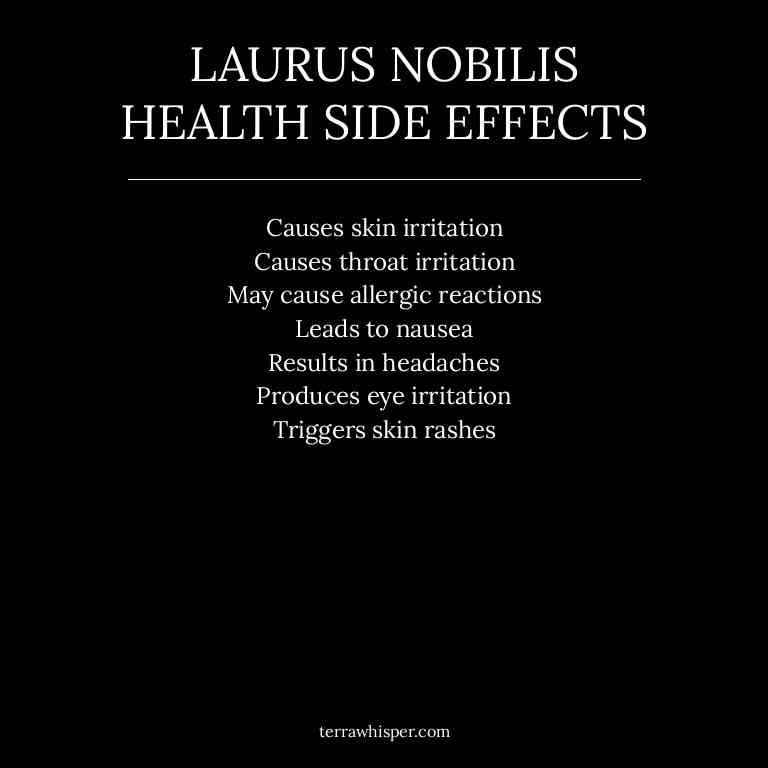 LAURUS NOBILIS
HEALTH SIDE EFFECTS
Causes skin irritation
Causes throat irritation
May cause allergic reactions
Leads to nausea
Results in headaches
Produces eye irritation
Triggers skin rashes
terrawhisper.com